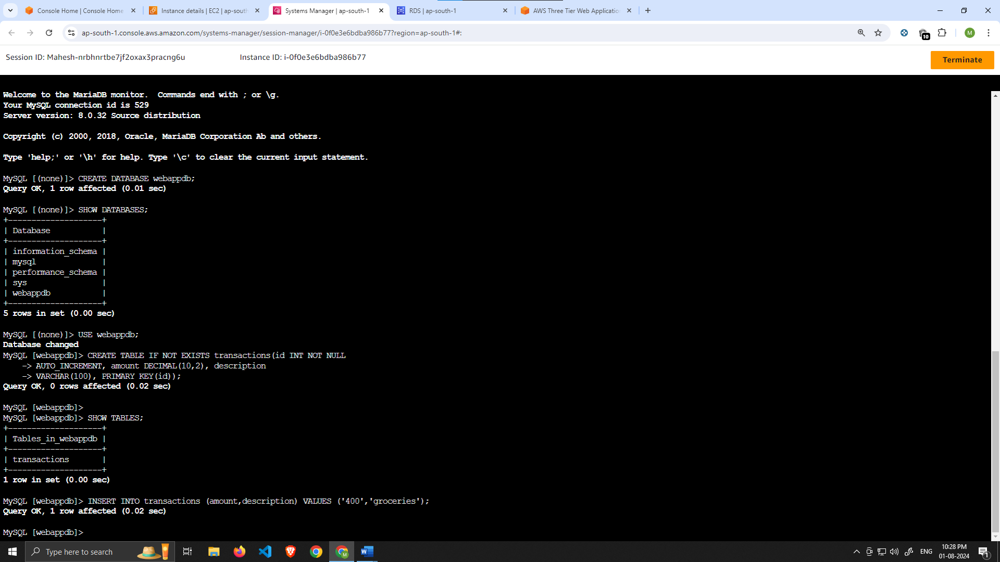 Console Home | Console Home
Instance details | EC2 | ap-south
Systems Manager | ap-south-1
RDS | ap-south-1
AWS Three Tier Web Application
ap-south-1.console.aws.amazon.com/systems-manager/session-manager/i-0f0e3e6bdba986b77?region=ap-south-1#:
10
M
Session ID: Mahesh-nrbhnrtbe7jf2oxax3pracng6u
Instance ID: i-0f0e3e6bdba986b77
Terminate
Welcome to the MariaDB monitor.  Commands end with ; or \g.
Your MySQL connection id is 529
Server version: 8.0.32 Source distribution
Copyright (c) 2000, 2018, Oracle, MariaDB Corporation Ab and others.
Type 'help;' or '\h' for help. Type '\c' to clear the current input statement.
MySQL [(none)]> CREATE DATABASE webappdb;
Query OK, 1 row affected (0.01 sec)
MySQL [(none)]> SHOW DATABASES;
+--------------------+
| Database           |
+--------------------+
| information_schema |
| mysql              |
| performance_schema |
| sys                |
| webappdb           |
+--------------------+
5 rows in set (0.00 sec)
MySQL [(none)]> USE webappdb;
Database changed
MySQL [webappdb]> CREATE TABLE IF NOT EXISTS transactions(id INT NOT NULL
    -> AUTO_INCREMENT, amount DECIMAL(10,2), description
    -> VARCHAR(100), PRIMARY KEY(id));
Query OK, 0 rows affected (0.02 sec)
MySQL [webappdb]>
MySQL [webappdb]> SHOW TABLES;
+--------------------+
| Tables_in_webappdb |
+--------------------+
| transactions       |
+--------------------+
1 row in set (0.00 sec)
MySQL [webappdb]> INSERT INTO transactions (amount,description) VALUES ('400','groceries');
Query OK, 1 row affected (0.02 sec)
MySQL [webappdb]>
Type here to search
M
W
ENG
10:28 PM
01-08-2024
1